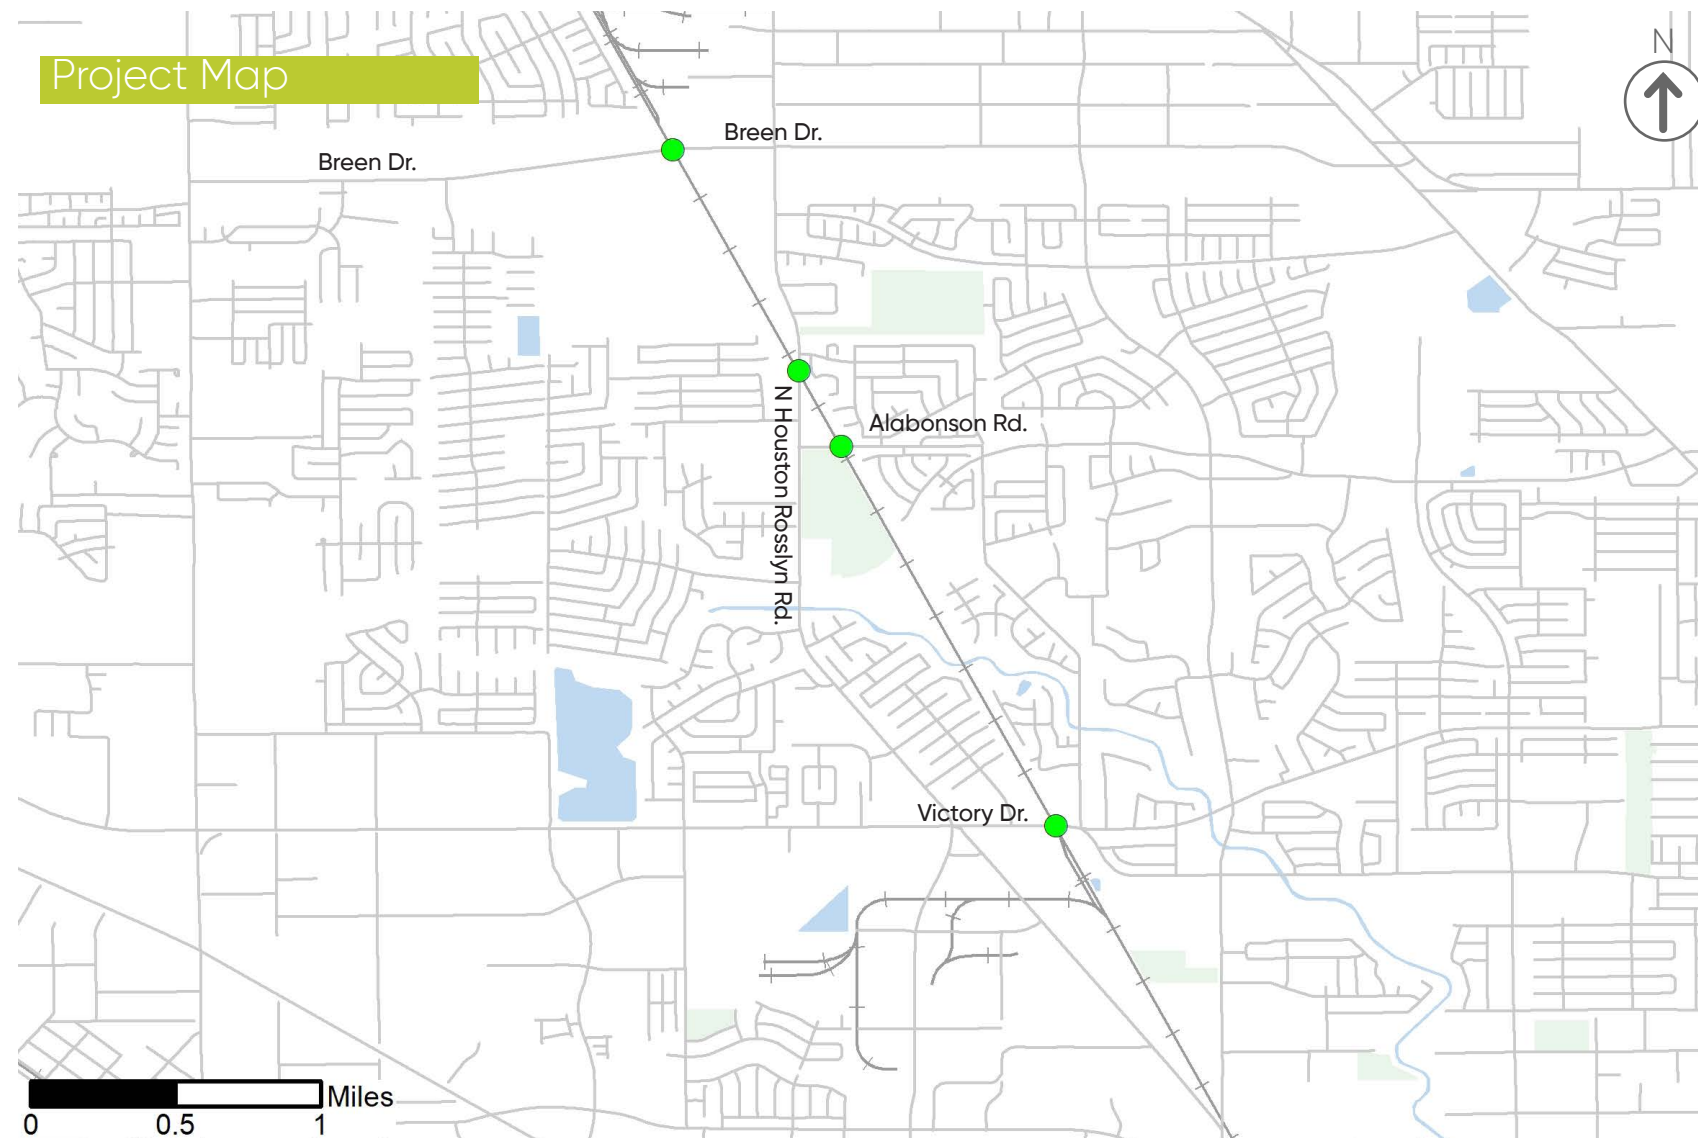 Project Map
N
Breen Dr.
Breen Dr.
N Houston Rosslyn Rd.
Alabonson Rd.
Victory Dr.
Miles
0 0.5 1